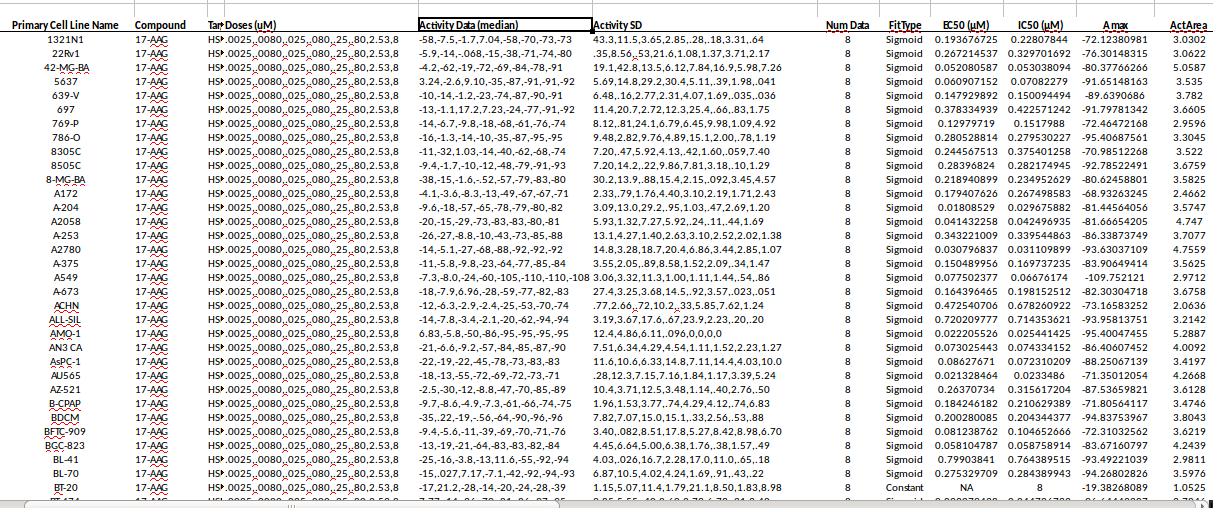 Primary Cell Line Name Compound Tar Doses (uM) Activity Data (median) Activity SD Num Data FitType EC50 (µM) IC50 (µM) Amax ActArea
1321N1 17-AAG HS .0025,.0080,.025,.080,.25,.80,2.53,8 -58,-7.5,-1.7,7.04,-58,-70,-73,-73 43.3,11.5,3.65,2.85,.28,.18,3.31,.64 8 Sigmoid 0.193676725 0.22807844 -72.12380981 3.0302
22Rv1 17-AAG HS .0025,.0080,.025,.080,.25,.80,2.53,8 -5.9,-14,-.068,-15,-38,-71,-74,-80 .35,8.56,.53,21.6,1.08,1.37,3.71,2.17 8 Sigmoid 0.267214537 0.329701692 -76.30148315 3.0622
42-MG-BA 17-AAG HS .0025,.0080,.025,.080,.25,.80,2.53,8 -4.2,-62,-19,-72,-69,-84,-78,-91 19.1,42.8,13.5,6.12,7.84,16.9,5.98,7.26 8 Sigmoid 0.052080587 0.053038094 -80.37766266 5.0587
5637 17-AAG HS .0025,.0080,.025,.080,.25,.80,2.53,8 3.24,-2.6,9.10,-35,-87,-91,-91,-92 5.69,14.8,29.2,30.4,5.11,.39,1.98,.041 8 Sigmoid 0.060907152 0.07082279 -91.65148163 3.535
639-V 17-AAG HS .0025,.0080,.025,.080,.25,.80,2.53,8 -10,-14,-1.2,-23,-74,-87,-90,-91 6.48,.16,2.77,2.31,4.07,1.69,.035,.036 8 Sigmoid 0.147929892 0.150094494 -89.6390686 3.782
697 17-AAG HS .0025,.0080,.025,.080,.25,.80,2.53,8 -13,-1.1,17.2,7.23,-24,-77,-91,-92 11.4,20.7,2.72,12.3,25.4,.66,.83,1.75 8 Sigmoid 0.378334939 0.422571242 -91.79781342 3.6605
769-P 17-AAG HS .0025,.0080,.025,.080,.25,.80,2.53,8 -14,-6.7,-9.8,-18,-68,-61,-76,-74 8.12,.81,24.1,6.79,6.45,9.98,1.09,4.92 8 Sigmoid 0.12979719 0.1517988 -72.46472168 2.9596
786-O 17-AAG HS .0025,.0080,.025,.080,.25,.80,2.53,8 -16,-1.3,-14,-10,-35,-87,-95,-95 9.48,2.82,9.76,4.89,15.1,2.00,.78,1.19 8 Sigmoid 0.280528814 0.279530227 -95.40687561 3.3045
8305C 17-AAG HS .0025,.0080,.025,.080,.25,.80,2.53,8 -11,-32,1.03,-14,-40,-62,-68,-74 7.20,.47,5.92,4.13,.42,1.60,.059,7.40 8 Sigmoid 0.244567513 0.375401258 -70.98512268 3.522
8505C 17-AAG HS .0025,.0080,.025,.080,.25,.80,2.53,8 -9.4,-1.7,-10,-12,-48,-79,-91,-93 7.20,14.2,.22,9.86,7.81,3.18,.10,1.29 8 Sigmoid 0.28396824 0.282174945 -92.78522491 3.6759
8-MG-BA 17-AAG HS .0025,.0080,.025,.080,.25,.80,2.53,8 -38,-15,-1.6,-52,-57,-79,-83,-80 30.2,13.9,.88,15.4,2.15,.092,3.45,4.57 8 Sigmoid 0.218940899 0.234952629 -80.62458801 3.5825
A172 17-AAG HS .0025,.0080,.025,.080,.25,.80,2.53,8 -4.1,-3.6,-8.3,-13,-49,-67,-67,-71 2.33,.79,1.76,4.40,3.10,2.19,1.71,2.43 8 Sigmoid 0.179407626 0.267498583 -68.93263245 2.4662
A-204 17-AAG HS .0025,.0080,.025,.080,.25,.80,2.53,8 -9.6,-18,-57,-65,-78,-79,-80,-82 3.09,13.0,29.2,.95,1.03,.47,2.69,1.20 8 Sigmoid 0.01808529 0.029675882 -81.44564056 3.5747
A2058 17-AAG HS .0025,.0080,.025,.080,.25,.80,2.53,8 -20,-15,-29,-73,-83,-83,-80,-81 5.93,1.32,7.27,5.92,.24,.11,.44,1.69 8 Sigmoid 0.041432258 0.042496935 -81.66654205 4.747
A-253 17-AAG HS .0025,.0080,.025,.080,.25,.80,2.53,8 -26,-27,-8.8,-10,-43,-73,-85,-88 13.1,4.27,1.40,2.63,3.10,2.52,2.02,1.38 8 Sigmoid 0.343221009 0.339544863 -86.33873749 3.7077
A2780 17-AAG HS .0025,.0080,.025,.080,.25,.80,2.53,8 -14,-5.1,-27,-68,-88,-92,-92,-92 14.8,3.28,18.7,20.4,6.86,3.44,2.85,1.07 8 Sigmoid 0.030796837 0.031109899 -93.63037109 4.7559
A-375 17-AAG HS .0025,.0080,.025,.080,.25,.80,2.53,8 -11,-5.8,-9.8,-23,-64,-77,-85,-84 3.55,2.05,.89,8.58,1.52,2.09,.34,1.47 8 Sigmoid 0.150489956 0.169737235 -83.90649414 3.5625
A549 17-AAG HS .0025,.0080,.025,.080,.25,.80,2.53,8 -7.3,-8.0,-24,-60,-105,-110,-110,-108 3.06,3.32,11.3,1.00,1.11,1.44,.54,.86 8 Sigmoid 0.077502377 0.06676174 -109.752121 2.9712
A-673 17-AAG HS .0025,.0080,.025,.080,.25,.80,2.53,8 -18,-7.9,6.96,-28,-59,-77,-82,-83 27.4,3.25,3.68,14.5,.92,3.57,.023,.051 8 Sigmoid 0.164396465 0.198152512 -82.30304718 3.6758
ACHN 17-AAG HS .0025,.0080,.025,.080,.25,.80,2.53,8 -12,-6.3,-2.9,-2.4,-25,-53,-70,-74 .77,2.66,.72,10.2,.33,5.85,7.62,1.24 8 Sigmoid 0.472540706 0.678260922 -73.16583252 2.0636
ALL-SIL 17-AAG HS .0025,.0080,.025,.080,.25,.80,2.53,8 -14,-7.8,-3.4,-2.1,-20,-62,-94,-94 3.19,3.67,17.6,.67,23.9,2.23,.20,.20 8 Sigmoid 0.720209777 0.714353621 -93.95813751 3.2142
AMO-1 17-AAG HS .0025,.0080,.025,.080,.25,.80,2.53,8 6.83,-5.8,-50,-86,-95,-95,-95,-95 12.4,4.86,6.11,.096,0,0,0,0 8 Sigmoid 0.022205526 0.025441425 -95.40047455 5.2887
AN3 CA 17-AAG HS .0025,.0080,.025,.080,.25,.80,2.53,8 -21,-6.6,-9.2,-57,-84,-85,-87,-90 7.51,6.34,4.29,4.54,1.11,1.52,2.23,1.27 8 Sigmoid 0.073025443 0.074334152 -86.40607452 4.0092
AsPC-1 17-AAG HS .0025,.0080,.025,.080,.25,.80,2.53,8 -22,-19,-22,-45,-78,-73,-83,-83 11.6,10.6,6.33,14.8,7.11,14.4,4.03,10.0 8 Sigmoid 0.08627671 0.072310209 -88.25067139 3.4197
AU565 17-AAG HS .0025,.0080,.025,.080,.25,.80,2.53,8 -18,-13,-55,-72,-69,-72,-73,-71 .28,12.3,7.15,7.16,1.84,1.17,3.39,5.24 8 Sigmoid 0.021328464 0.0233486 -71.35012054 4.2668
AZ-521 17-AAG HS .0025,.0080,.025,.080,.25,.80,2.53,8 -2.5,-30,-12,-8.8,-47,-70,-85,-89 10.4,3.71,12.5,3.48,1.14,.40,2.76,.50 8 Sigmoid 0.26370734 0.315617204 -87.53659821 3.6128
B-CPAP 17-AAG HS .0025,.0080,.025,.080,.25,.80,2.53,8 -9.7,-8.6,-4.9,-7.3,-61,-66,-74,-75 1.96,1.53,3.77,.74,4.29,4.12,.74,6.83 8 Sigmoid 0.184246182 0.210629389 -71.80564117 3.4746
BDCM 17-AAG HS .0025,.0080,.025,.080,.25,.80,2.53,8 -35,.22,-19,-.56,-64,-90,-96,-96 7.82,7.07,15.0,15.1,.33,2.56,.53,.88 8 Sigmoid 0.200280085 0.204344377 -94.83753967 3.8043
BFTC-909 17-AAG HS .0025,.0080,.025,.080,.25,.80,2.53,8 -9.4,-5.6,-11,-39,-69,-70,-71,-76 3.40,.082,8.51,17.8,5.27,8.42,8.98,6.70 8 Sigmoid 0.081238762 0.104652666 -72.31032562 3.6219
BGC-823 17-AAG HS .0025,.0080,.025,.080,.25,.80,2.53,8 -13,-19,-21,-64,-83,-83,-82,-84 4.45,6.64,5.00,6.38,1.76,.38,1.57,.49 8 Sigmoid 0.058104787 0.058758914 -83.67160797 4.2439
BL-41 17-AAG HS .0025,.0080,.025,.080,.25,.80,2.53,8 -25,-16,-3.8,-13,11.6,-55,-92,-94 4.03,.026,16.7,2.28,17.0,11.0,.65,.18 8 Sigmoid 0.79903841 0.764389515 -93.49221039 2.9811
BL-70 17-AAG HS .0025,.0080,.025,.080,.25,.80,2.53,8 -15,.027,7.17,-7.1,-42,-92,-94,-93 6.87,10.5,4.02,4.24,1.69,.91,.43,.22 8 Sigmoid 0.275329709 0.284389943 -94.26802826 3.5976
BT-20 17-AAG HS .0025,.0080,.025,.080,.25,.80,2.53,8 -17,21.2,-28,-14,-20,-24,-28,-39 1.15,5.07,11.4,1.79,21.1,8.50,1.83,8.98 8 Constant NA 8 -19.38268089 1.0525